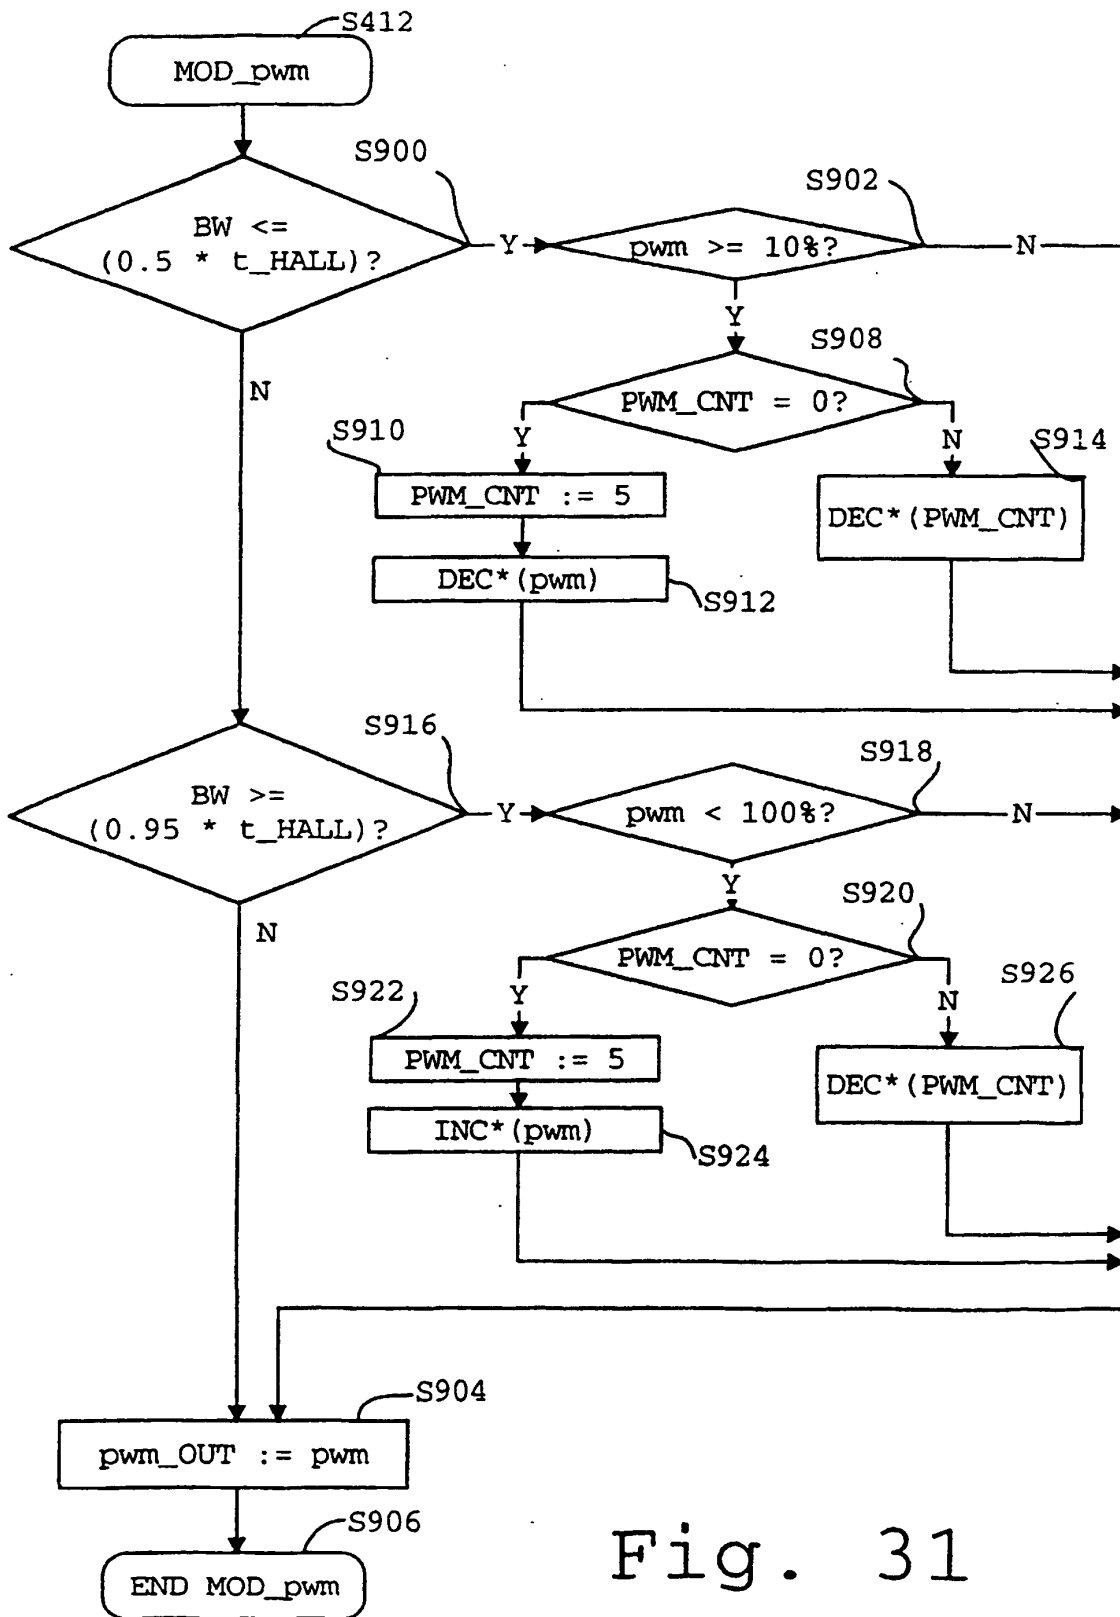 S412
MOD_pwm
S900
BW <=
(0.5 * t_HALL)?
Y
S902
pwm >= 10%?
N
Y
N
S908
PWM_CNT = 0?
S910
Y
N
S914
PWM_CNT := 5
DEC*(PWM_CNT)
DEC*(pwm)
S912
S916
BW >=
(0.95 * t_HALL)?
Y
S918
pwm < 100%?
N
Y
N
S920
PWM_CNT = 0?
S922
Y
N
S926
PWM_CNT := 5
DEC*(PWM_CNT)
INC*(pwm)
S924
S904
pwm_OUT := pwm
S906
END MOD_pwm
Fig. 31